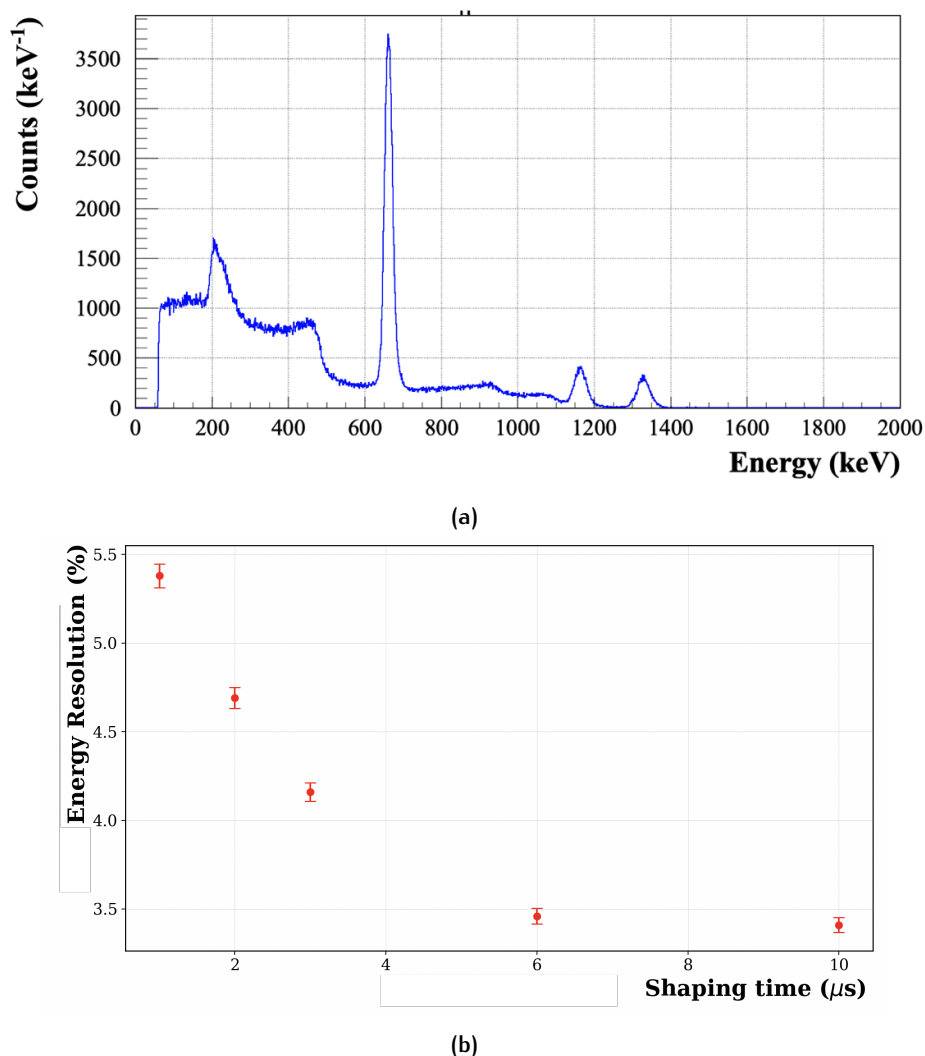 Counts (keV⁻¹)
3500
3000
2500
2000
1500
1000
500
0
0 200 400 600 800 1000 1200 1400 1600 1800 2000
Energy (keV)
(a)
Energy Resolution (%)
5.5
5.0
4.5
4.0
3.5
2 4 6 8 10
Shaping time (μs)
(b)